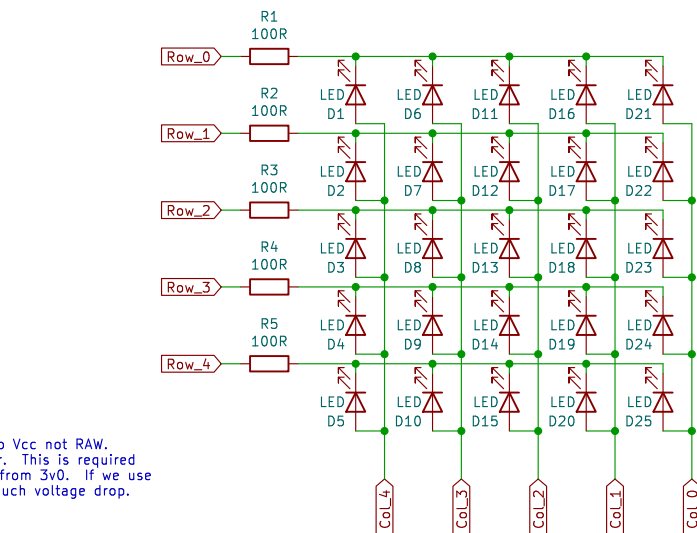 R1
100R
Row_0
LED LED LED LED LED
D1 D6 D11 D16 D21
R2
100R
Row_1
LED LED LED LED LED
D2 D7 D12 D17 D22
R3
100R
Row_2
LED LED LED LED LED
D3 D8 D13 D18 D23
R4
100R
Row_3
LED LED LED LED LED
D4 D9 D14 D19 D24
R5
100R
Row_4
LED LED LED LED LED
D5 D10 D15 D20 D25
Vcc not RAW.
This is required
from 3v0. If we use
voltage drop.
Col_4 Col_3 Col_2 Col_1 Col_0